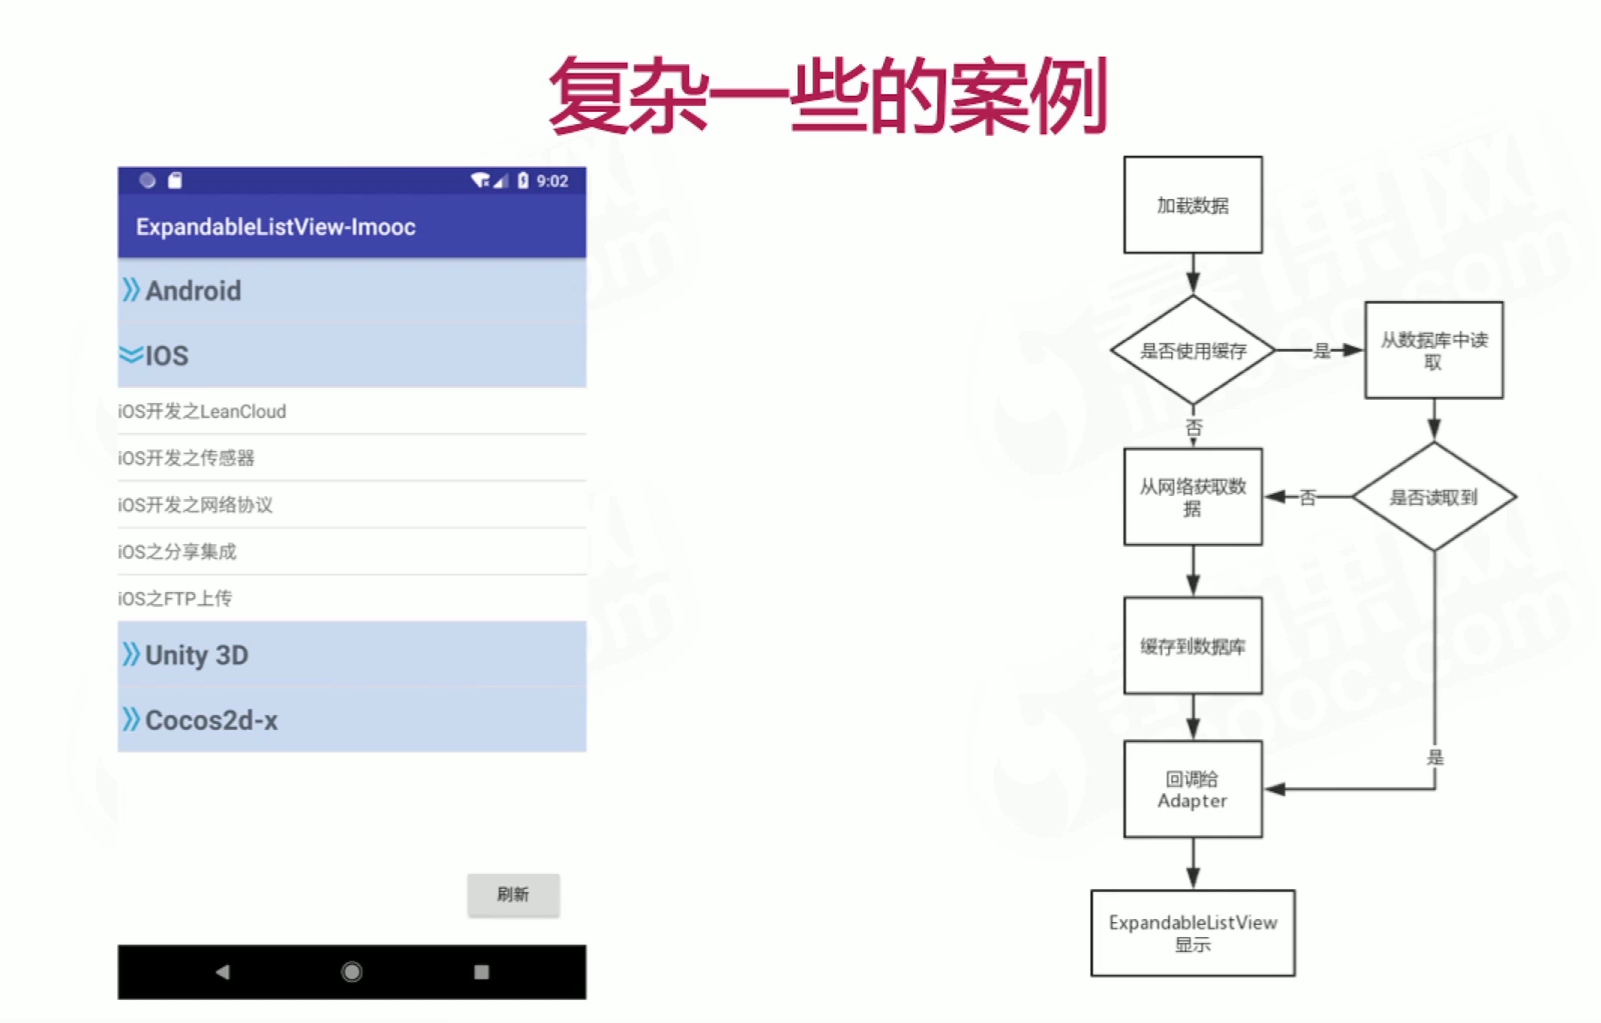 复杂一些的案例
9:02
ExpandableListView-Imooc
Android
IOS
iOS开发之LeanCloud
iOS开发之传感器
iOS开发之网络协议
iOS之分享集成
iOS之FTP上传
Unity 3D
Cocos2d-x
刷新
加载数据
是否使用缓存
是
从数据库中读
取
否
从网络获取数
据
否
是否读取到
缓存到数据库
是
回调给
Adapter
ExpandableListView
显示